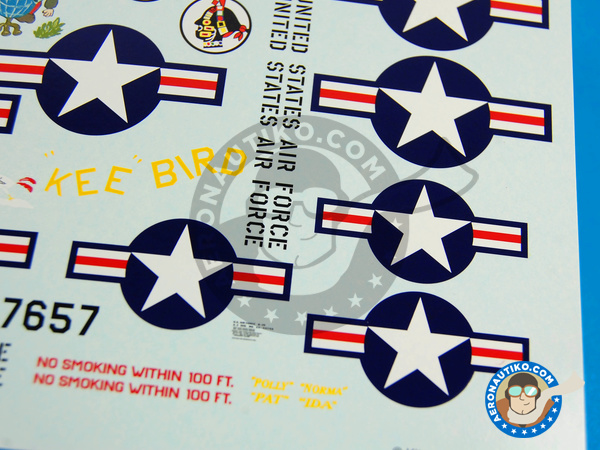 UNITED STATES AIR FORCE
UNITED STATES AIR FORCE
"KEE" BIRD
AERONAUTIKO.COM
7657
NO SMOKING WITHIN 100 FT.
NO SMOKING WITHIN 100 FT.
"POLLY" "NORMA"
"PAT" "IDA"
AERONAUTIKO.COM